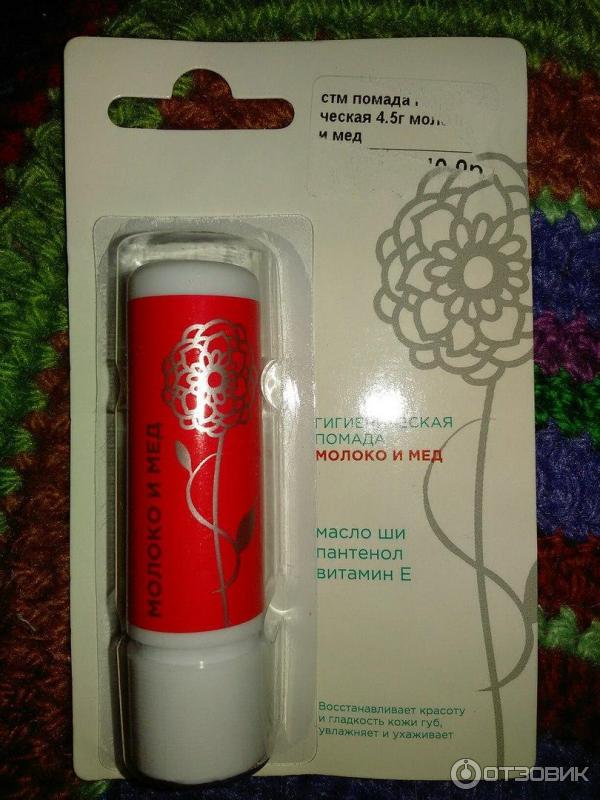 стм помада
ческая 4.5г
и мед
МОЛОКО И МЕД
ГИГИЕНИЧЕСКАЯ
ПОМАДА
МОЛОКО И МЕД
масло ши
пантенол
витамин Е
Восстанавливает красоту
и гладкость кожи губ,
увлажняет и ухаживает
ОТЗОВИК